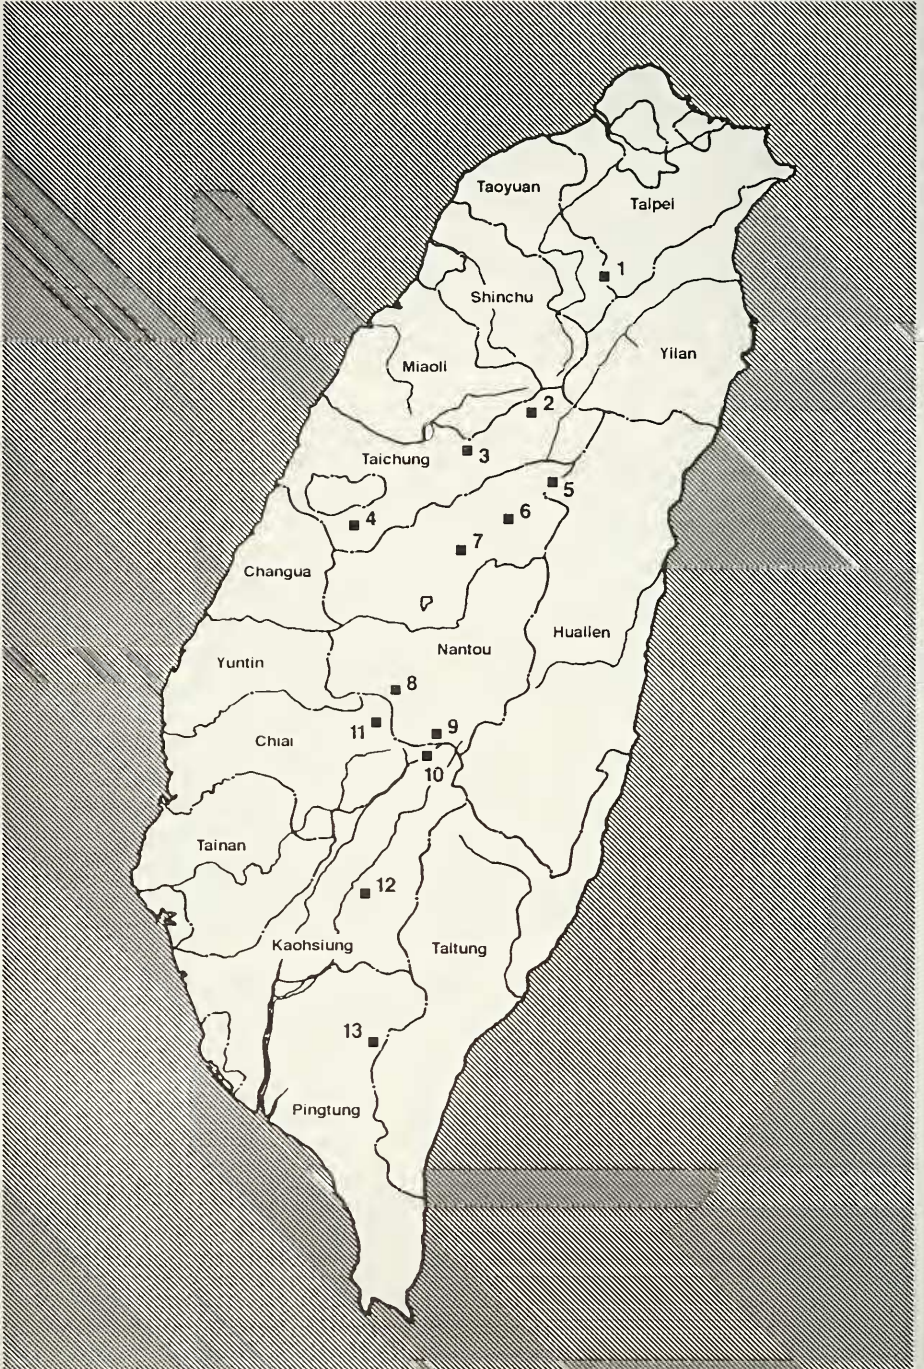 Taoyuan
Taipei
1
Shinchu
Yilan
Miaoli
2
3
Taichung
5
6
4
7
Changua
Huallen
Nantou
Yuntin
8
11
9
Chiai
10
Tainan
12
Kaohsiung
Taitung
13
Pingtung